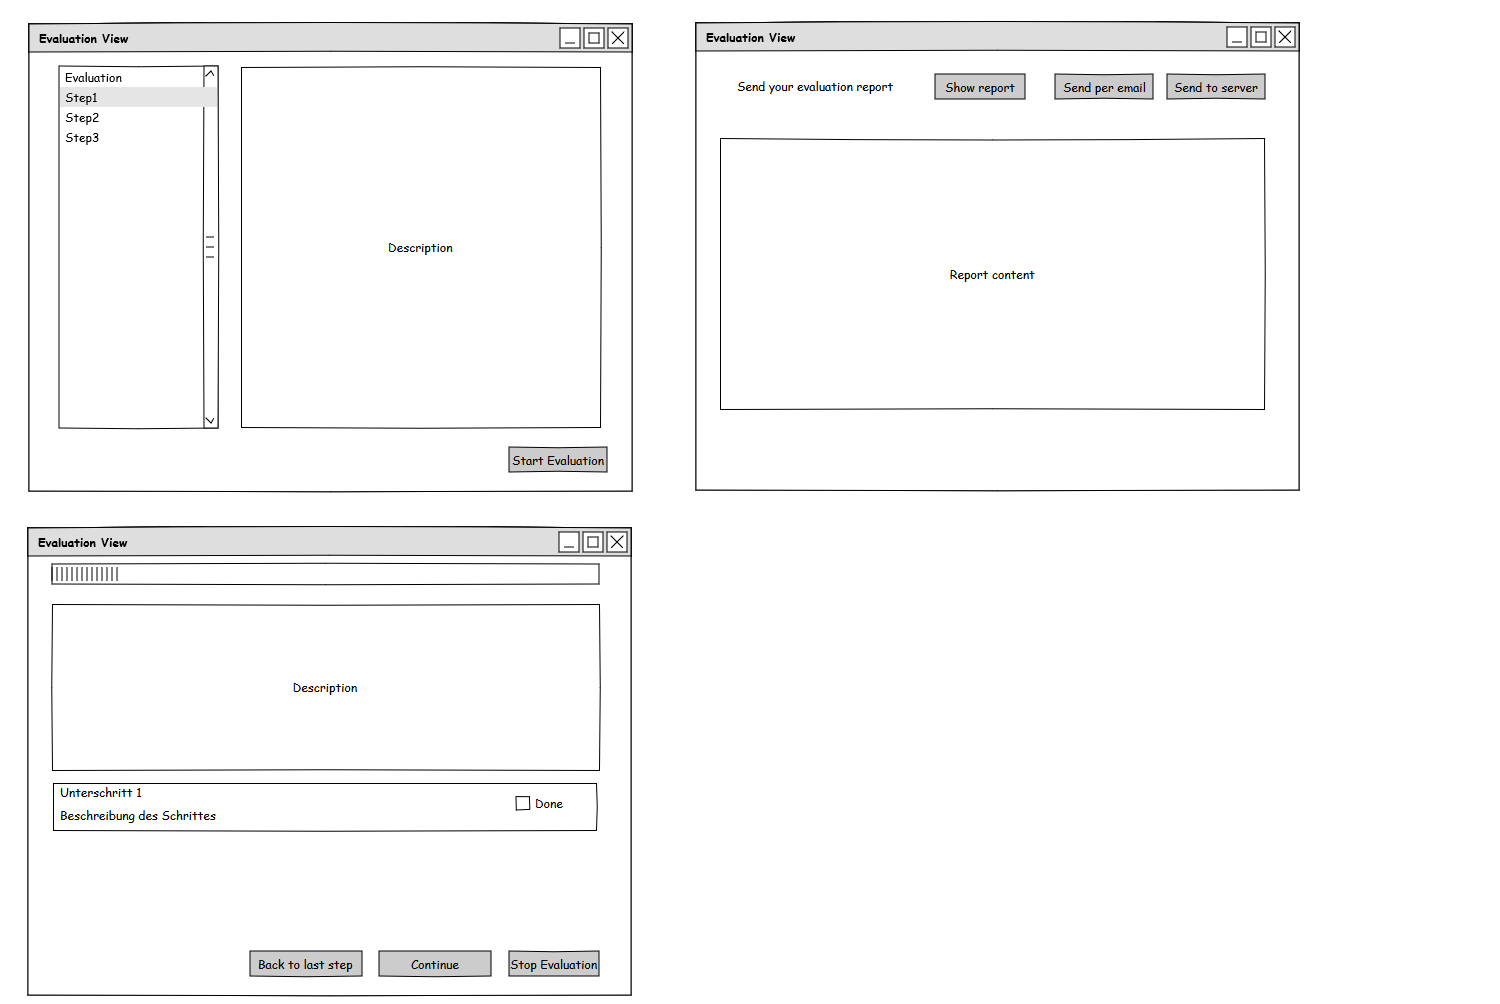 Evaluation View
Evaluation
Step1
Step2
Step3
Description
Start Evaluation
Evaluation View
Send your evaluation report
Show report
Send per email
Send to server
Report content
Evaluation View
Description
Unterschritt 1
Beschreibung des Schrittes
Done
Back to last step
Continue
Stop Evaluation